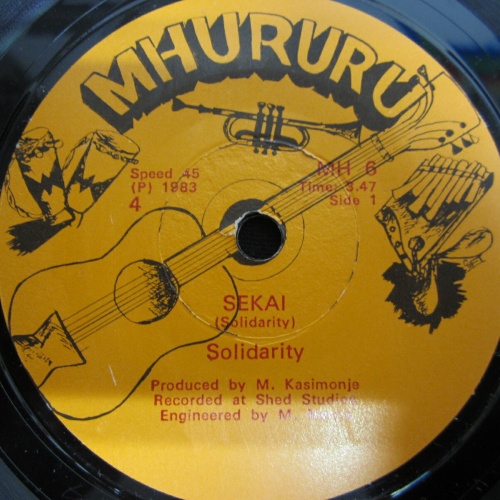 MHURURU
Speed 45
(P) 1983
4
MH 6
Time: 3.47
Side 1
SEKAI
(Solidarity)
Solidarity
Produced by M. Kasimonje
Recorded at Shed Studios
Engineered by M.